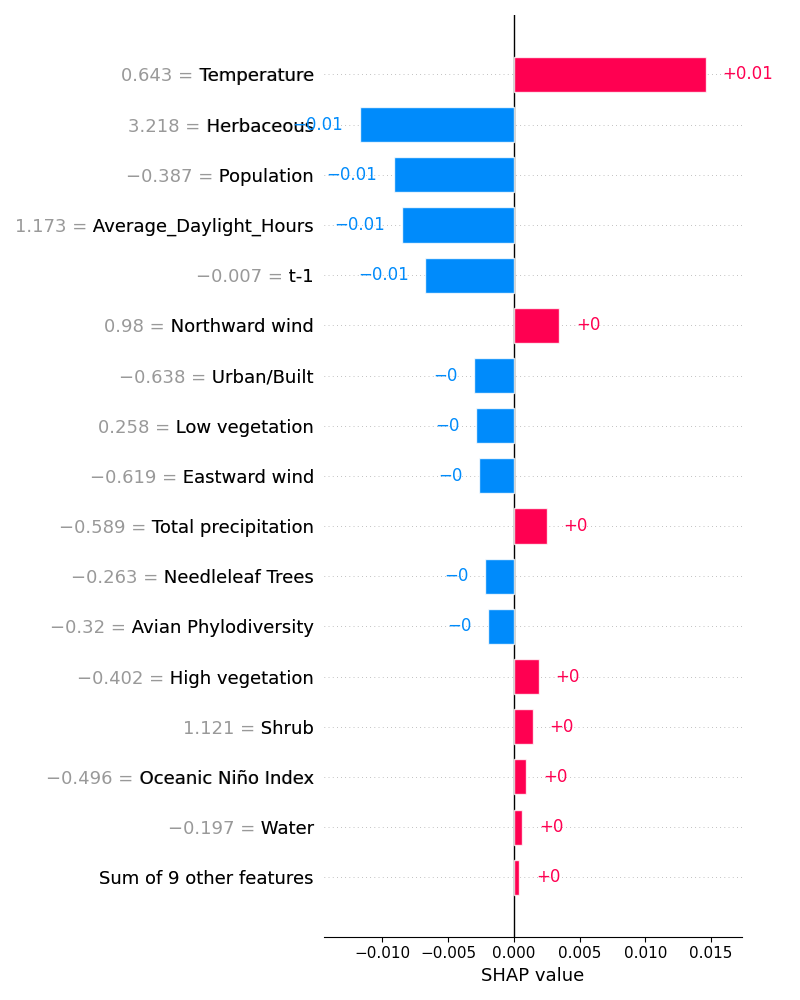 0.643 = Temperature +0.01
3.218 = Herbaceous −0.01
−0.387 = Population −0.01
1.173 = Average_Daylight_Hours −0.01
−0.007 = t-1 −0.01
0.98 = Northward wind +0
−0.638 = Urban/Built −0
0.258 = Low vegetation −0
−0.619 = Eastward wind −0
−0.589 = Total precipitation +0
−0.263 = Needleleaf Trees −0
−0.32 = Avian Phylodiversity −0
−0.402 = High vegetation +0
1.121 = Shrub +0
−0.496 = Oceanic Niño Index +0
−0.197 = Water +0
Sum of 9 other features +0
−0.010 −0.005 0.000 0.005 0.010 0.015
SHAP value